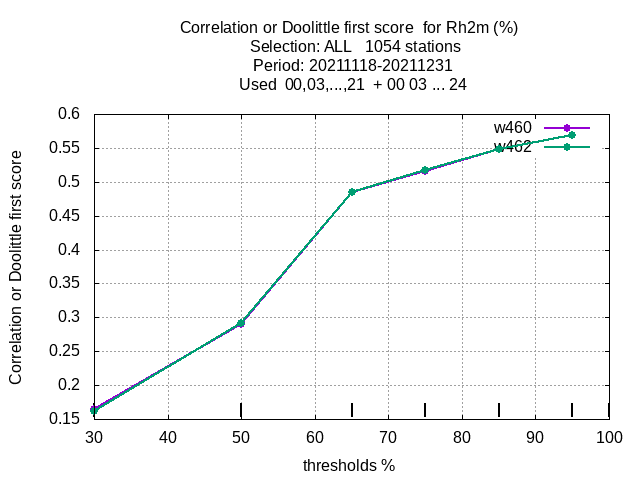 Correlation or Doolittle first score  for Rh2m (%)
Selection: ALL   1054 stations
Period: 20211118-20211231
Used  00,03,...,21  + 00 03 ... 24
Correlation or Doolittle first score
0.6
0.55
0.5
0.45
0.4
0.35
0.3
0.25
0.2
0.15
w460
w462
30 40 50 60 70 80 90 100
thresholds %